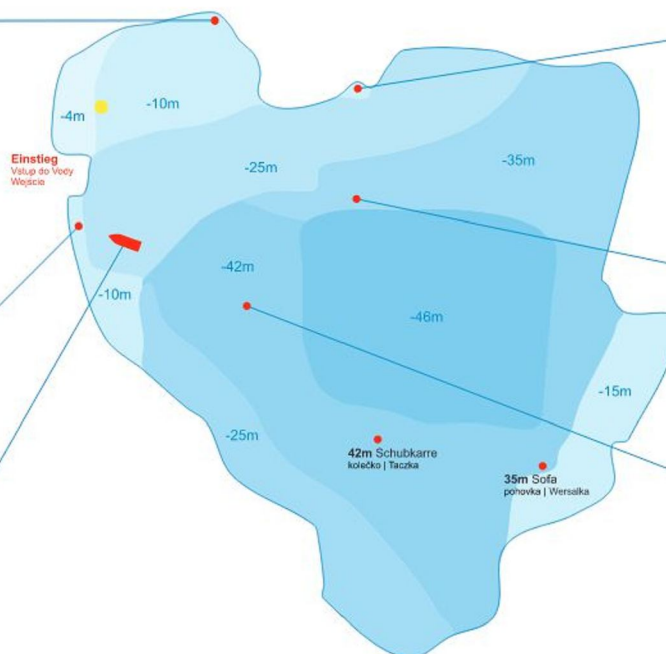 -4m
-10m
Einstieg
Vstup do Vody
Wejście
-25m
-35m
-42m
-10m
-46m
-15m
-25m
42m Schubkarre
kolečko | Taczka
35m Sofa
pohovka | Wersalka